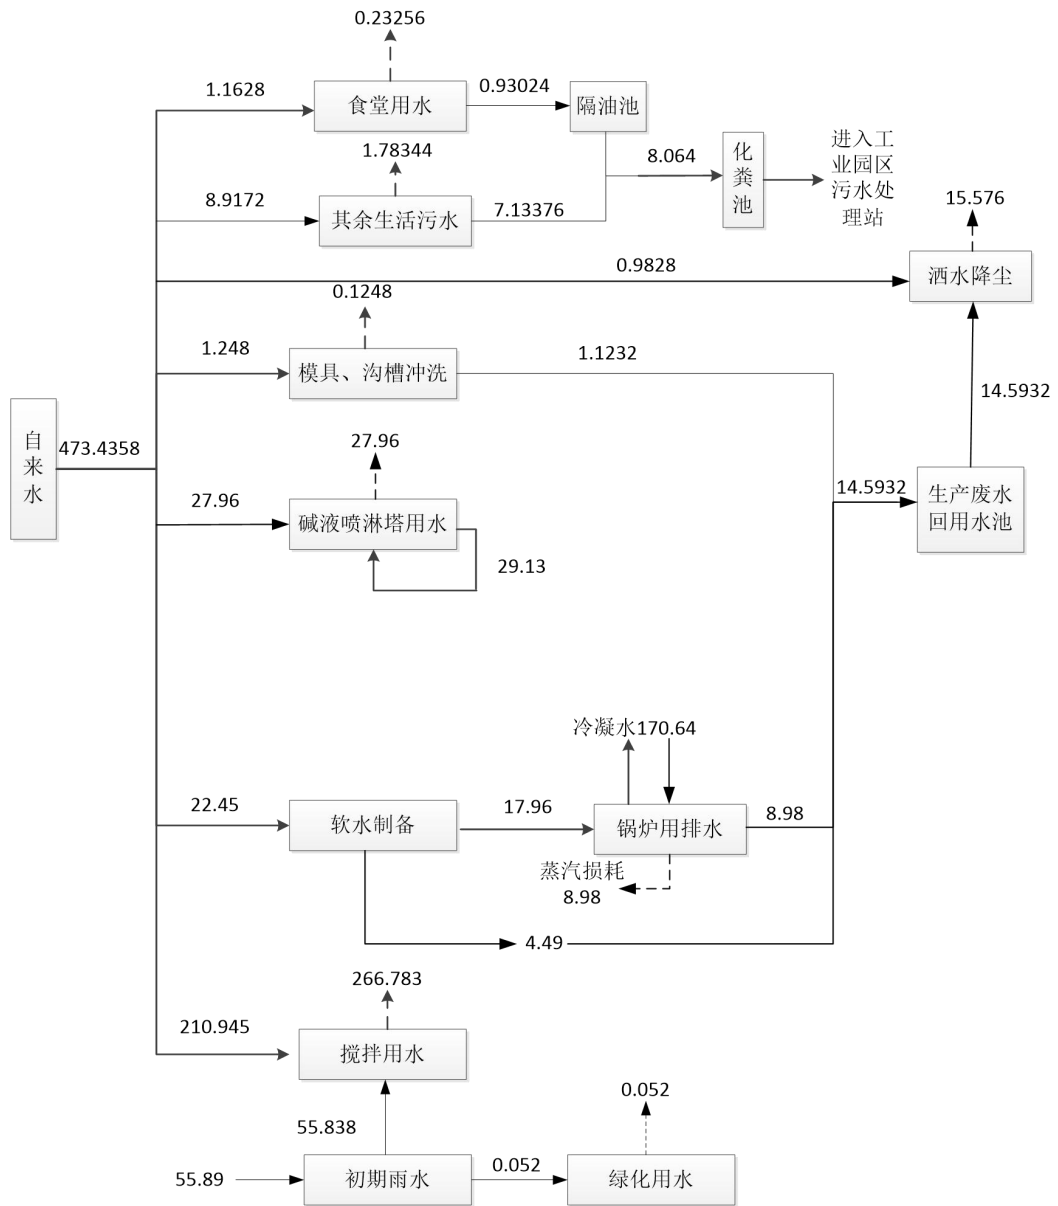 0.23256
1.1628
食堂用水
0.93024
隔油池
1.78344
8.9172
其余生活污水
7.13376
8.064
化
粪
池
进入工
业园区
污水处
理站
15.576
洒水降尘
0.9828
0.1248
1.248
模具、沟槽冲洗
1.1232
14.5932
自
来
水
473.4358
27.96
27.96
碱液喷淋塔用水
29.13
14.5932
生产废水
回用水池
冷凝水170.64
22.45
软水制备
17.96
锅炉用排水
8.98
蒸汽损耗
8.98
4.49
266.783
210.945
搅拌用水
55.838
0.052
55.89
初期雨水
0.052
绿化用水